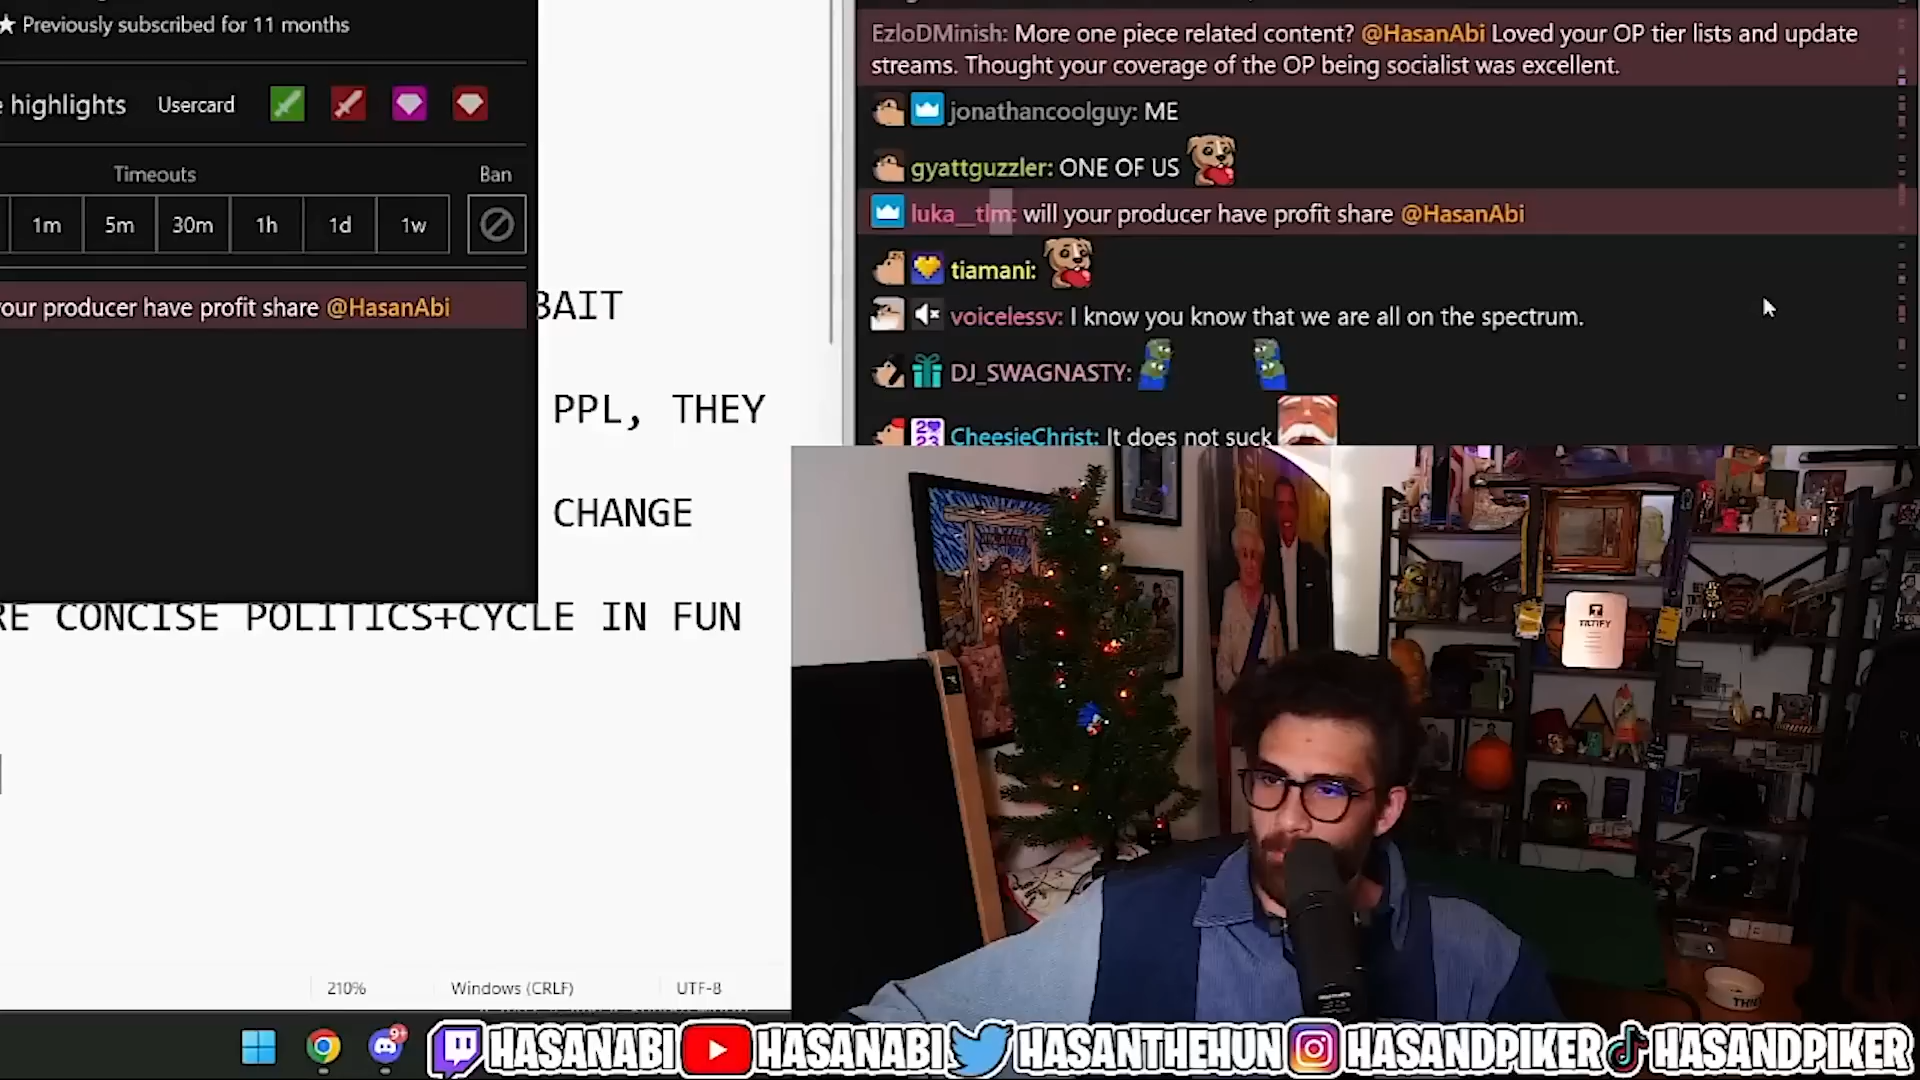 Previously subscribed for 11 months
highlights
Usercard
Timeouts
Ban
1m
5m
30m
1h
1d
1w
our producer have profit share @HasanAbi
BAIT
PPL, THEY
CHANGE
RE CONCISE POLITICS+CYCLE IN FUN
210%
Windows (CRLF)
UTF-8
EzloDMinish: More one piece related content? @HasanAbi Loved your OP tier lists and update
streams. Thought your coverage of the OP being socialist was excellent.
jonathancoolguy: ME
gyattguzzler: ONE OF US
luka__tlm: will your producer have profit share @HasanAbi
tiamani:
voicelessv: I know you know that we are all on the spectrum.
DJ_SWAGNASTY:
CheesieChrist: It does not suck
TILTIFY
9+
HASANABI
HASANABI
HASANTHEHUN
HASANDPIKER
HASANDPIKER